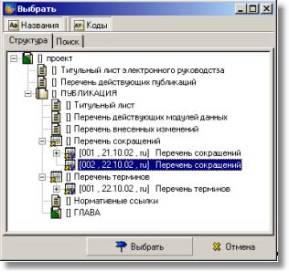 Выбрать
Aa Названия
Коды
Структура
Поиск
[] проект
[] Титульный лист электронного руководства
[] Перечень действующих публикаций
[] ПУБЛИКАЦИЯ
[] Титульный лист
[] Перечень действующих модулей данных
[] Перечень внесенных изменений
[] Перечень сокращений
[001 , 21.10.02 , ru] Перечень сокращений
[002 , 22.10.02 , ru] Перечень сокращений
[] Перечень терминов
[001 , 22.10.02 , ru] Перечень терминов
[] Нормативные ссылки
[] ГЛАВА
Выбрать
Отмена